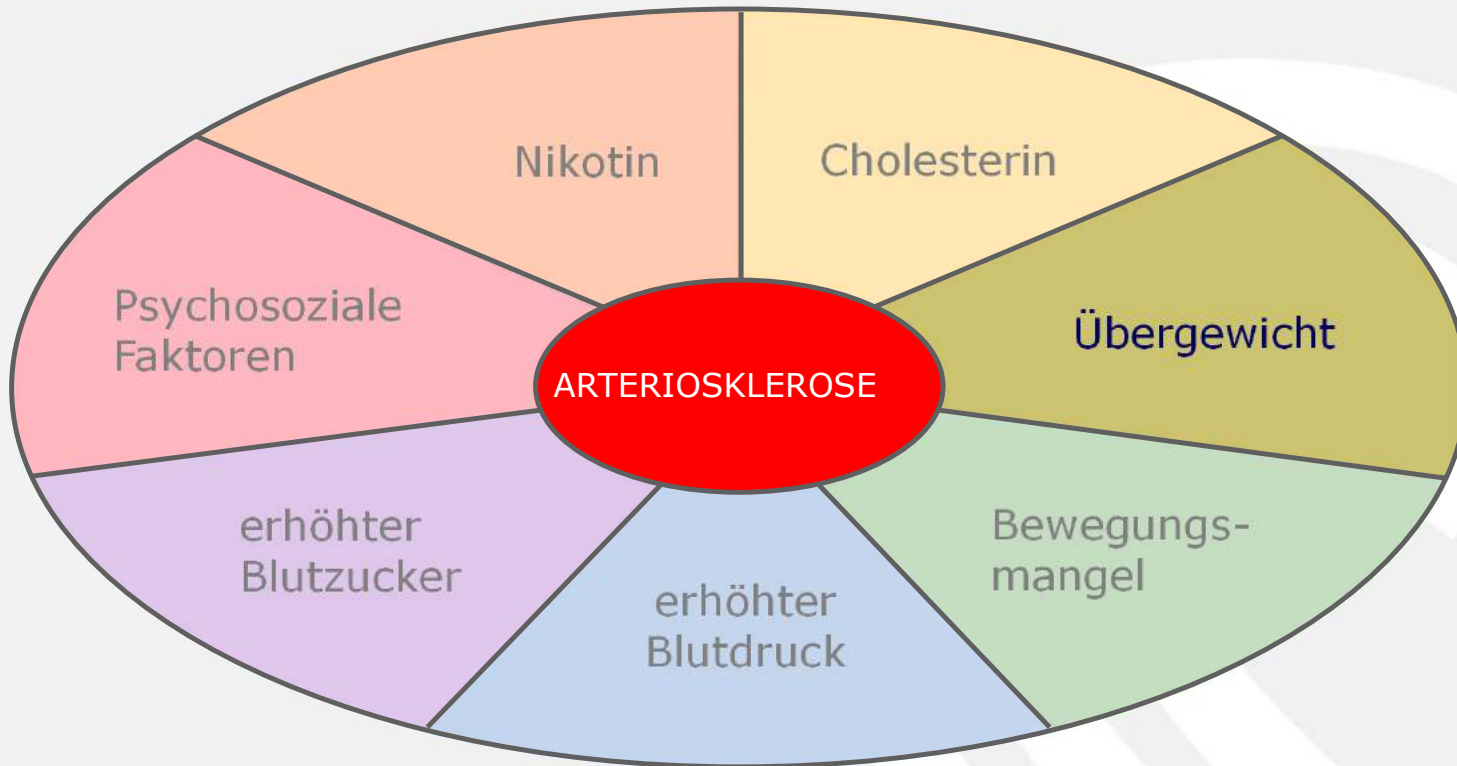 Nikotin
Cholesterin
Psychosoziale
Faktoren
Übergewicht
ARTERIOSKLEROSE
erhöhter
Blutzucker
Bewegungs-
mangel
erhöhter
Blutdruck